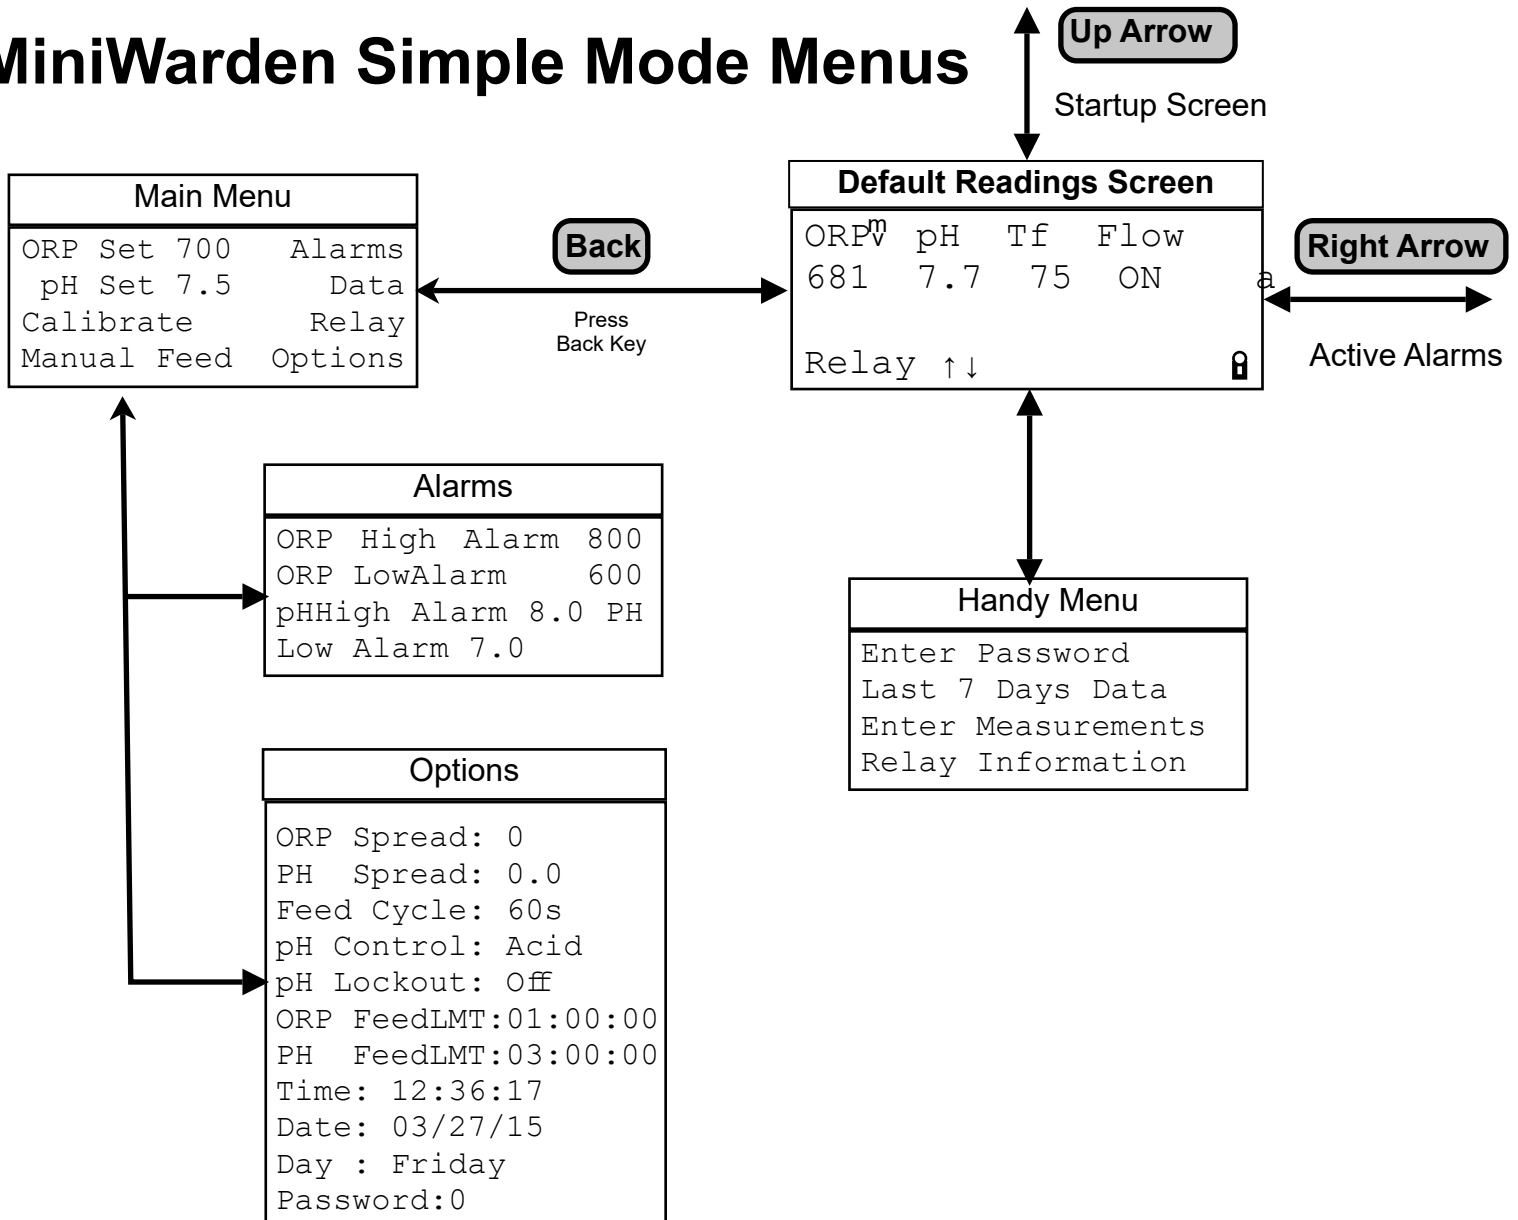 MiniWarden Simple Mode Menus
Up Arrow
Startup Screen
Main Menu
ORP Set 700 Alarms
pH Set 7.5 Data
Calibrate Relay
Manual Feed Options
Back
Press
Back Key
Default Readings Screen
ORPmv pH Tf Flow
681 7.7 75 ON a
Relay ↑↓
Right Arrow
Active Alarms
Alarms
ORP High Alarm 800
ORP LowAlarm 600
pHHigh Alarm 8.0 PH
Low Alarm 7.0
Handy Menu
Enter Password
Last 7 Days Data
Enter Measurements
Relay Information
Options
ORP Spread: 0
PH Spread: 0.0
Feed Cycle: 60s
pH Control: Acid
pH Lockout: Off
ORP FeedLMT:01:00:00
PH FeedLMT:03:00:00
Time: 12:36:17
Date: 03/27/15
Day : Friday
Password:0